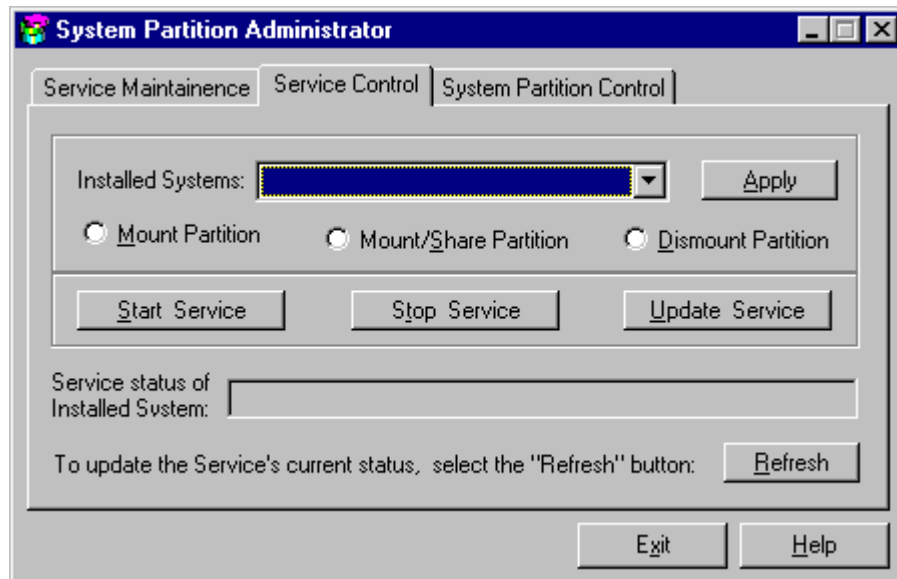 System Partition Administrator
Service Maintainence Service Control System Partition Control
Installed Systems: Apply
Mount Partition Mount/Share Partition Dismount Partition
Start Service Stop Service Update Service
Service status of
Installed System:
To update the Service's current status, select the "Refresh" button: Refresh
Exit Help